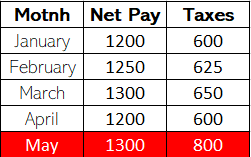 Motnh Net Pay Taxes
January 1200 600
February 1250 625
March 1300 650
April 1200 600
May 1300 800